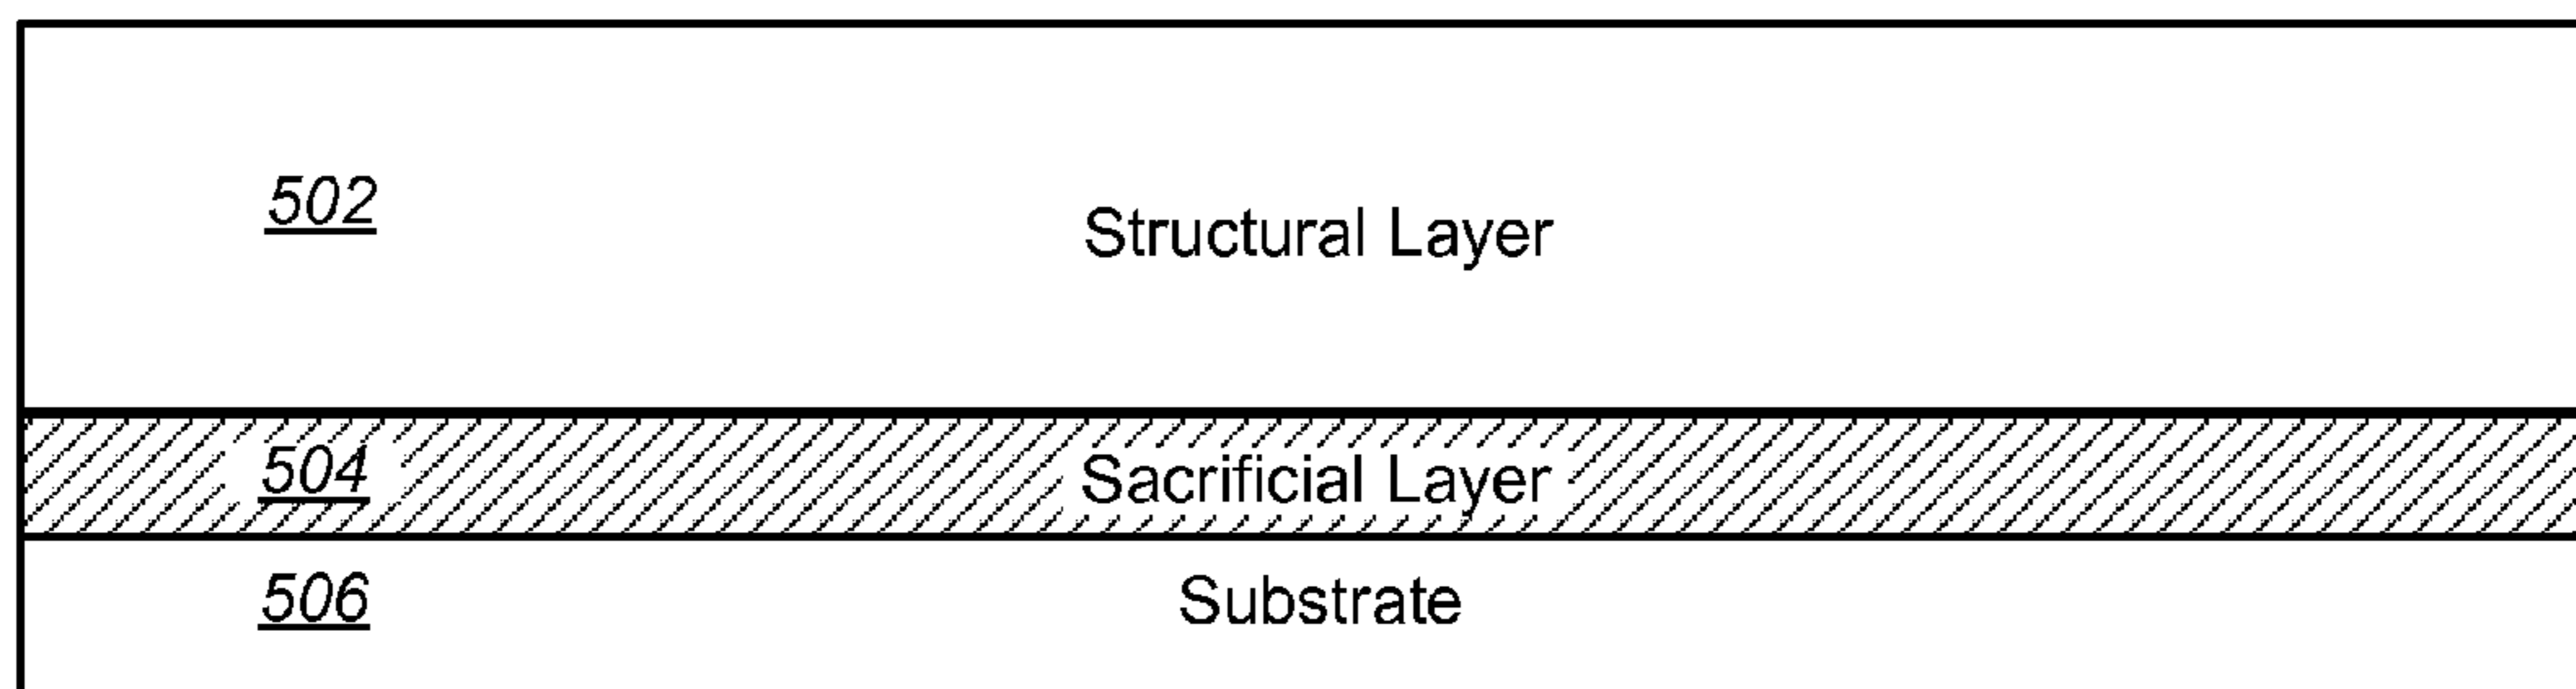 502
Structural Layer
504
Sacrificial Layer
506
Substrate